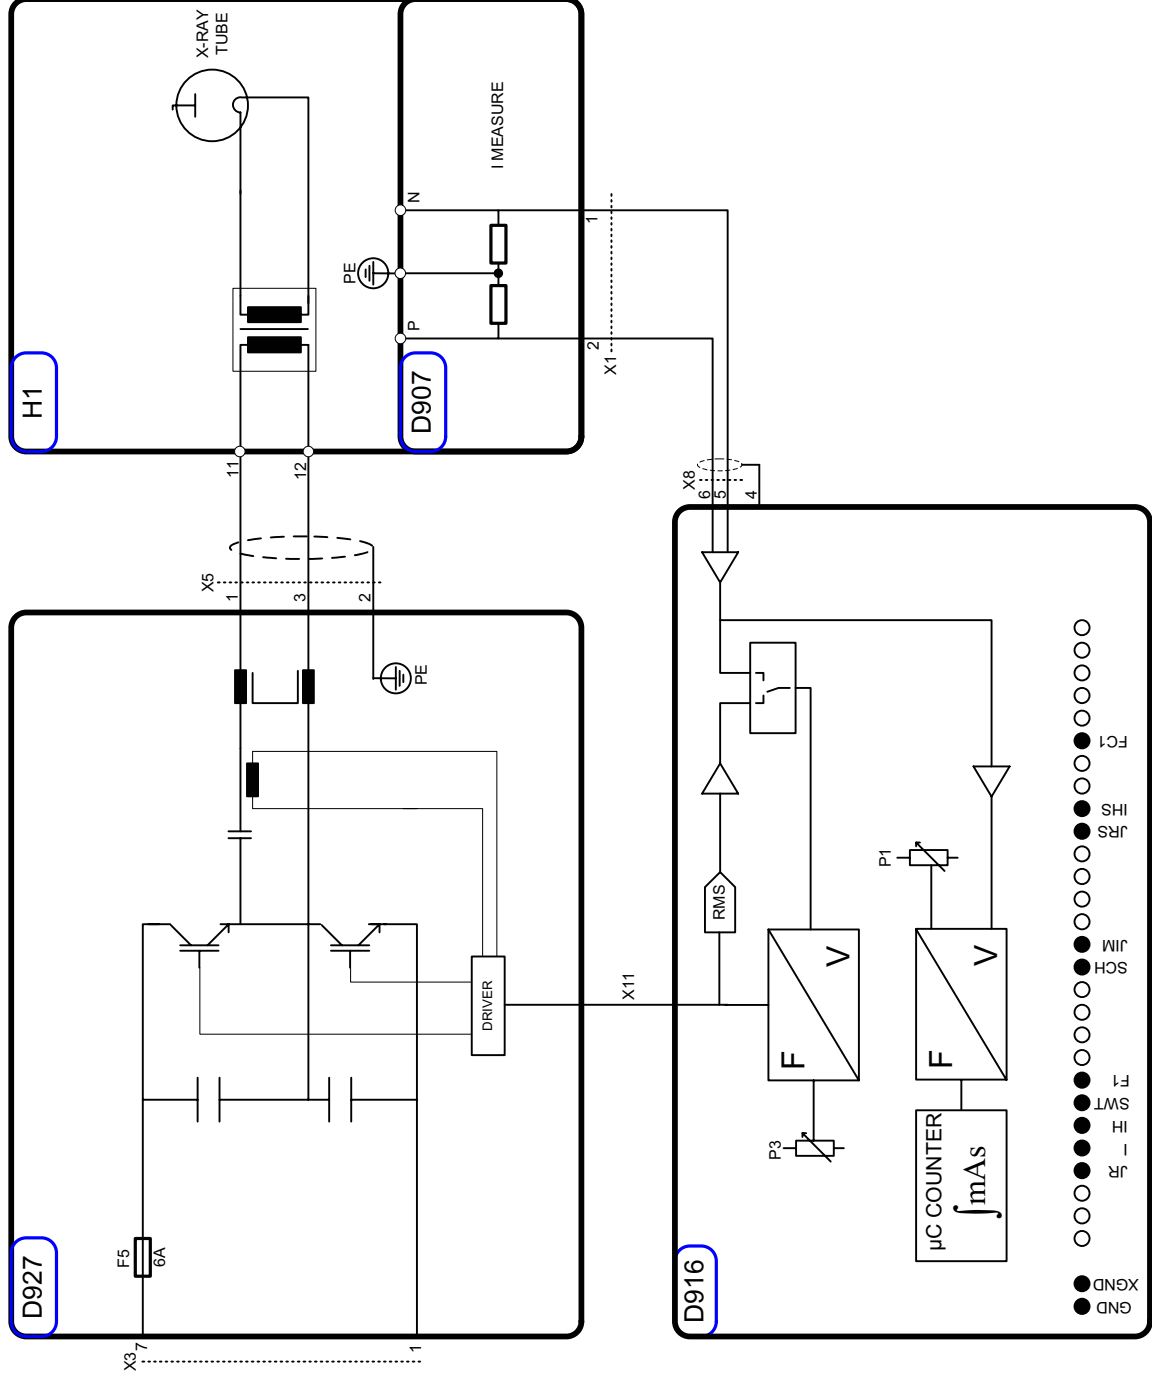 X-RAY
TUBE
I MEASURE
N
PE
P
H1
D907
1
2
X1
11
12
X5
1
3
2
PE
X8
6
5
4
DRIVER
X11
RMS
P1
V
F
V
F
P3
µC COUNTER
∫mAs
F5
6A
D927
D916
X3
7
1
FC1
IHS
JRS
JIM
SCH
F1
SWT
IH
I
JR
XGND
GND